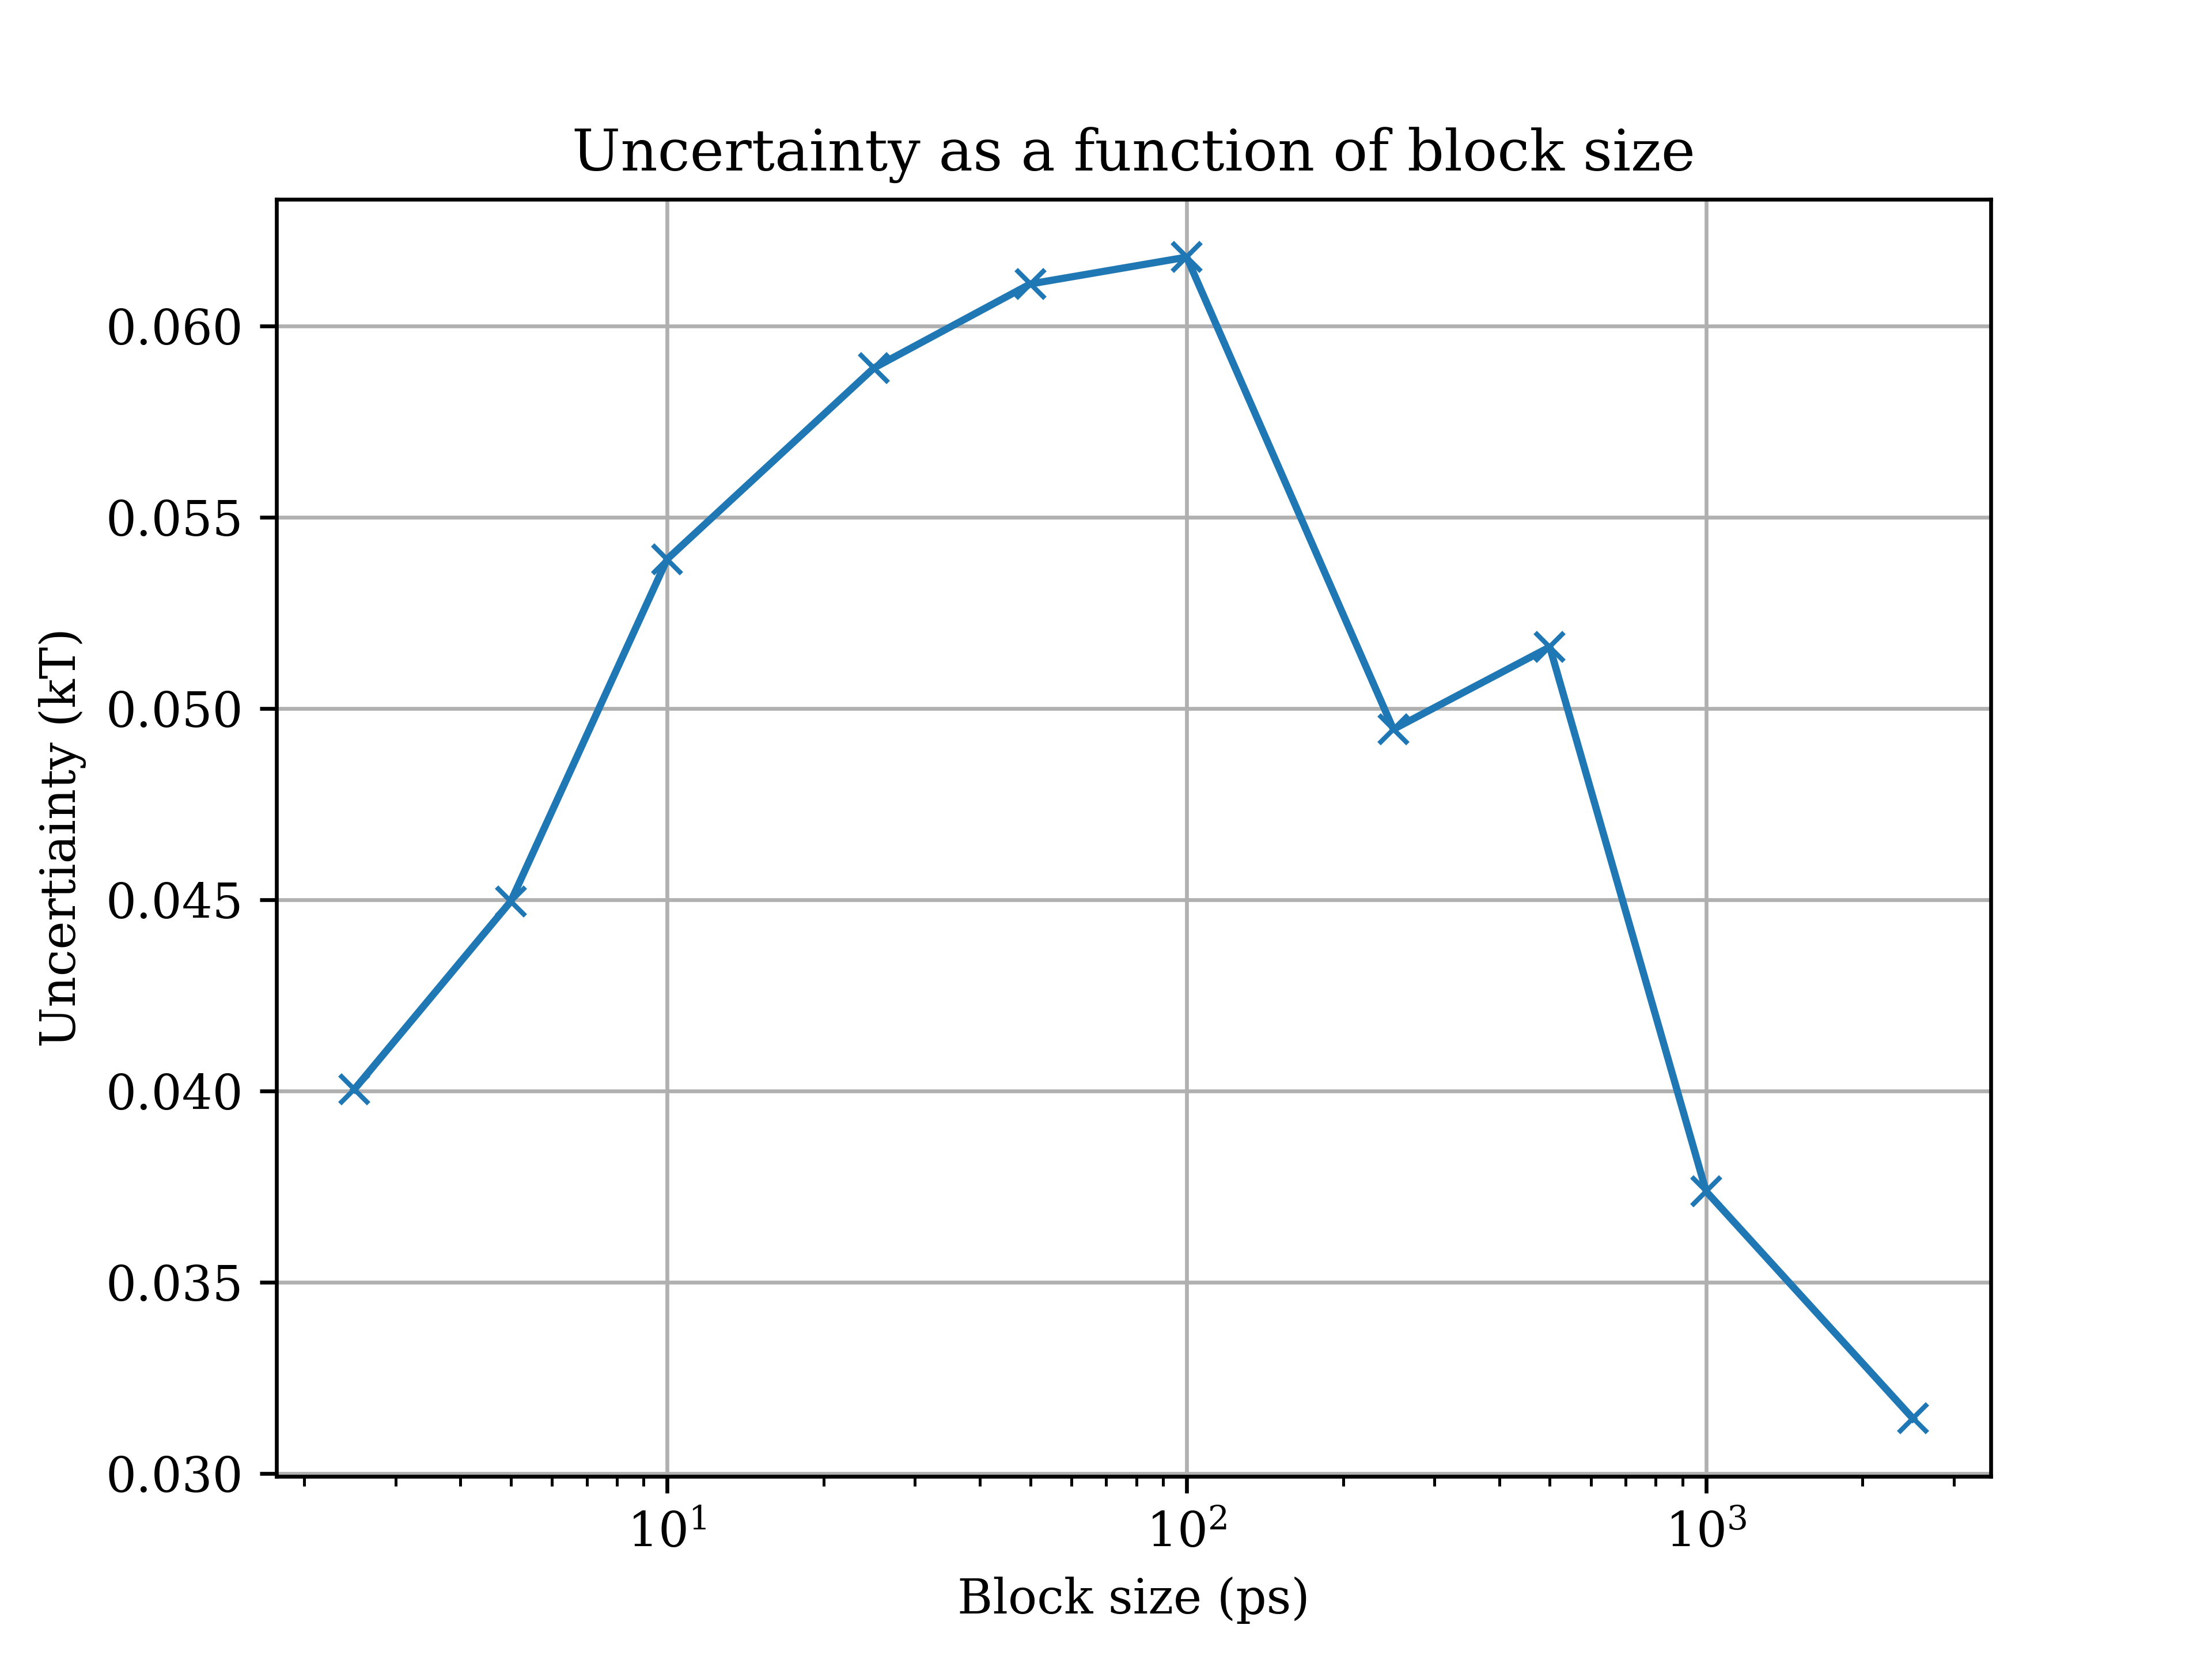 Uncertainty as a function of block size
0.060
0.055
0.050
0.045
0.040
0.035
0.030
Uncertiainty (kT)
10¹ 10² 10³
Block size (ps)